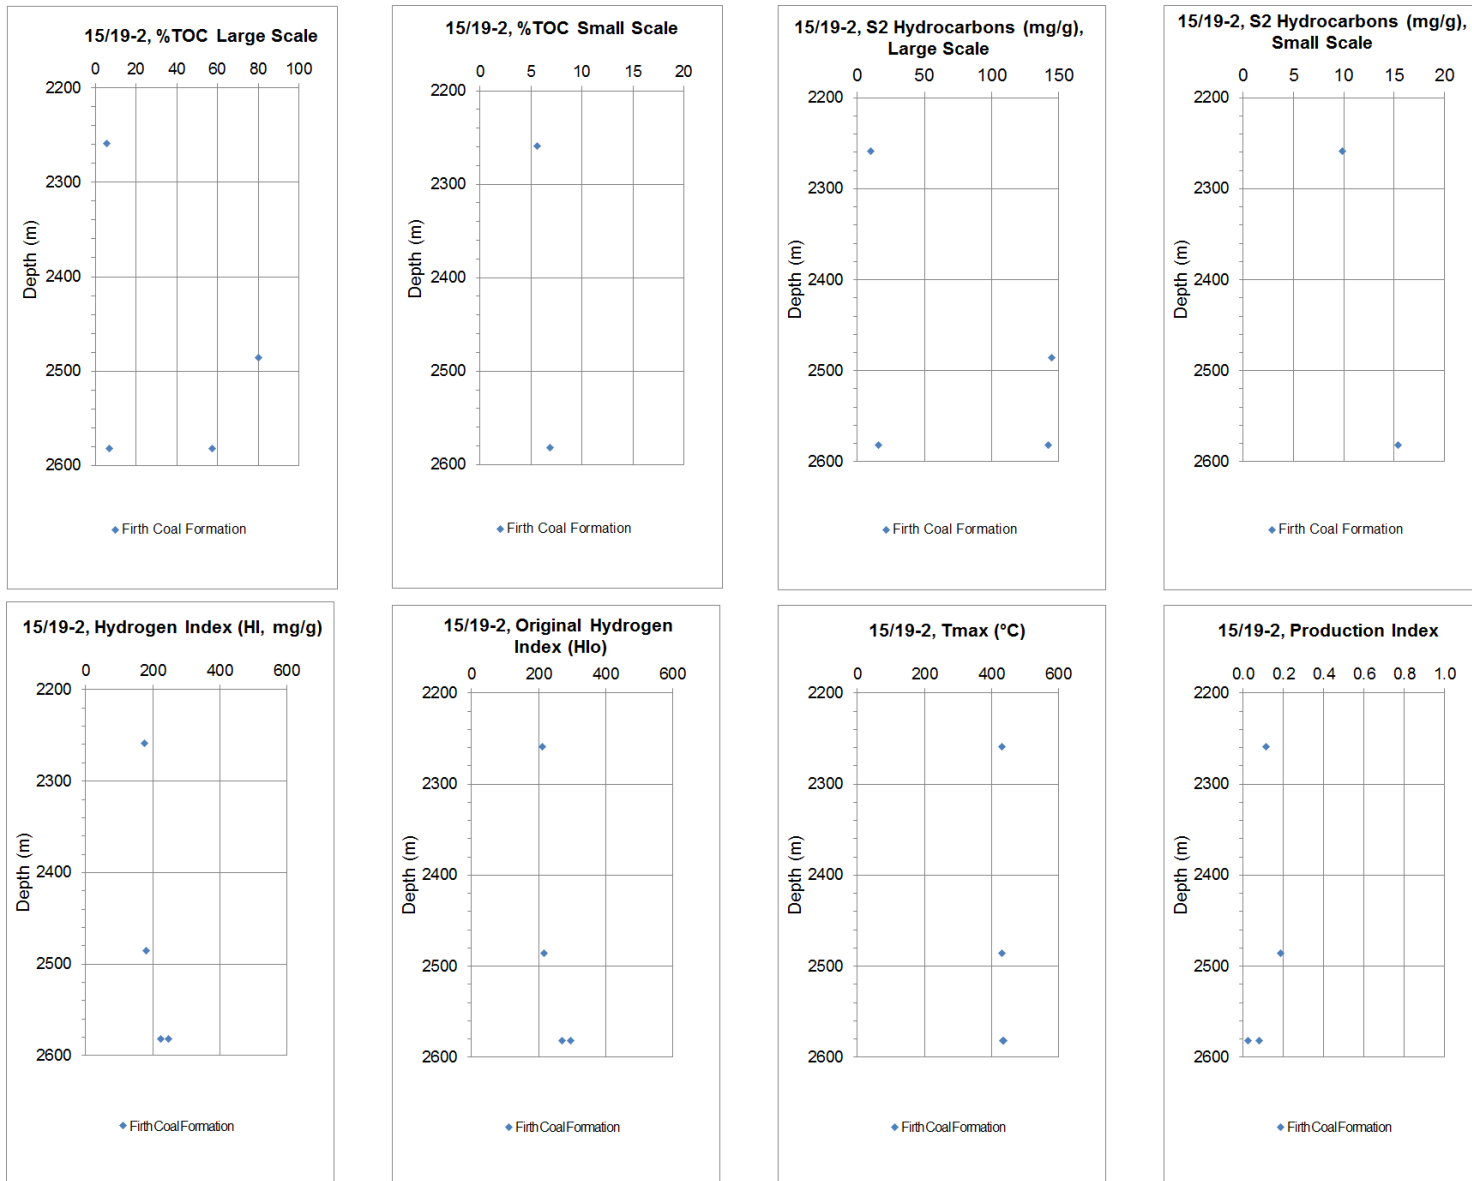 15/19-2, %TOC Large Scale
0 20 40 60 80 100
2200
2300
2400
2500
2600
Depth (m)
Firth Coal Formation
15/19-2, %TOC Small Scale
0 5 10 15 20
2200
2300
2400
2500
2600
Depth (m)
Firth Coal Formation
15/19-2, S2 Hydrocarbons (mg/g),
Large Scale
0 50 100 150
2200
2300
2400
2500
2600
Depth (m)
Firth Coal Formation
15/19-2, S2 Hydrocarbons (mg/g),
Small Scale
0 5 10 15 20
2200
2300
2400
2500
2600
Depth (m)
Firth Coal Formation
15/19-2, Hydrogen Index (HI, mg/g)
0 200 400 600
2200
2300
2400
2500
2600
Depth (m)
Firth Coal Formation
15/19-2, Original Hydrogen
Index (HIo)
0 200 400 600
2200
2300
2400
2500
2600
Depth (m)
Firth Coal Formation
15/19-2, Tmax (°C)
0 200 400 600
2200
2300
2400
2500
2600
Depth (m)
Firth Coal Formation
15/19-2, Production Index
0.0 0.2 0.4 0.6 0.8 1.0
2200
2300
2400
2500
2600
Depth (m)
Firth Coal Formation